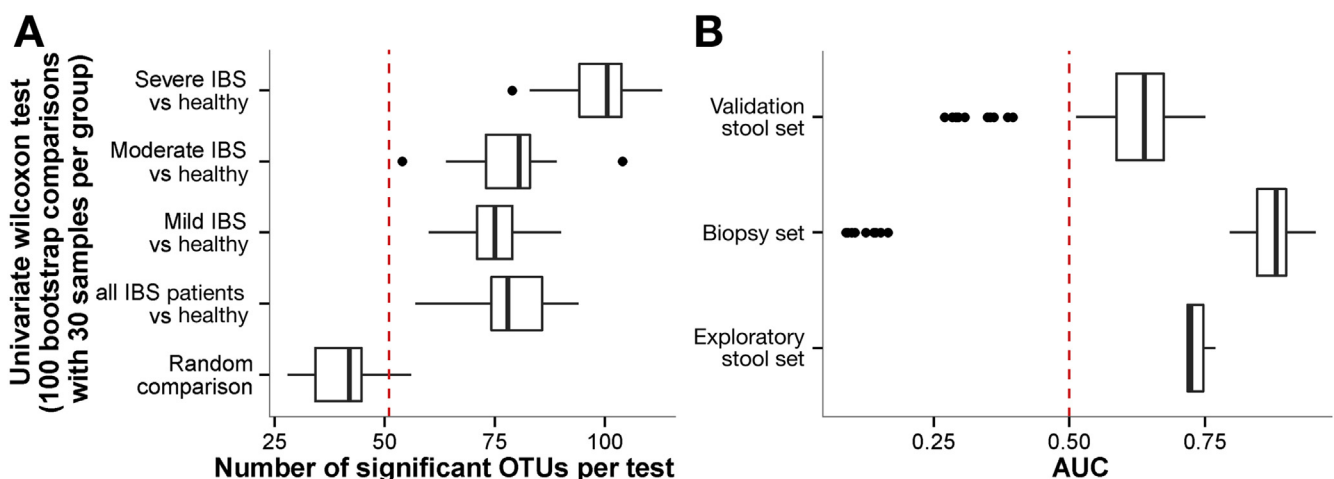 A
Univariate wilcoxon test
(100 bootstrap comparisons
with 30 samples per group)
Severe IBS
vs healthy
Moderate IBS
vs healthy
Mild IBS
vs healthy
all IBS patients
vs healthy
Random
comparison
25 50 75 100
Number of significant OTUs per test
B
Validation
stool set
Biopsy set
Exploratory
stool set
0.25 0.50 0.75
AUC